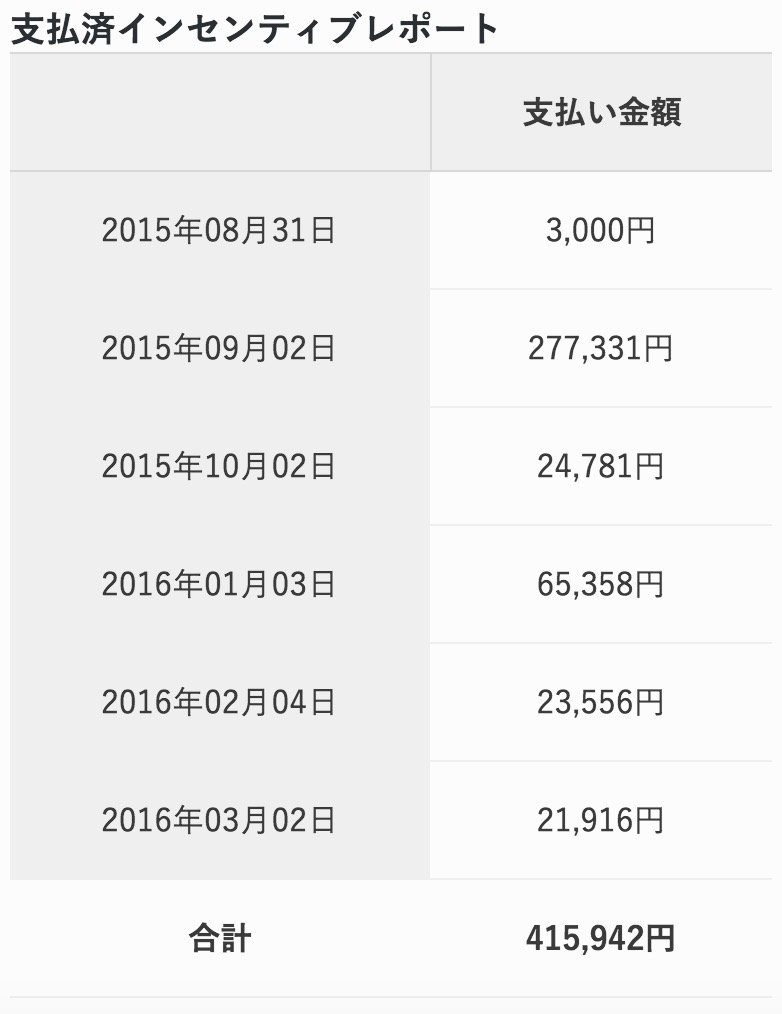 支払済インセンティブレポート
支払い金額
2015年08月31日 3,000円
2015年09月02日 277,331円
2015年10月02日 24,781円
2016年01月03日 65,358円
2016年02月04日 23,556円
2016年03月02日 21,916円
合計 415,942円